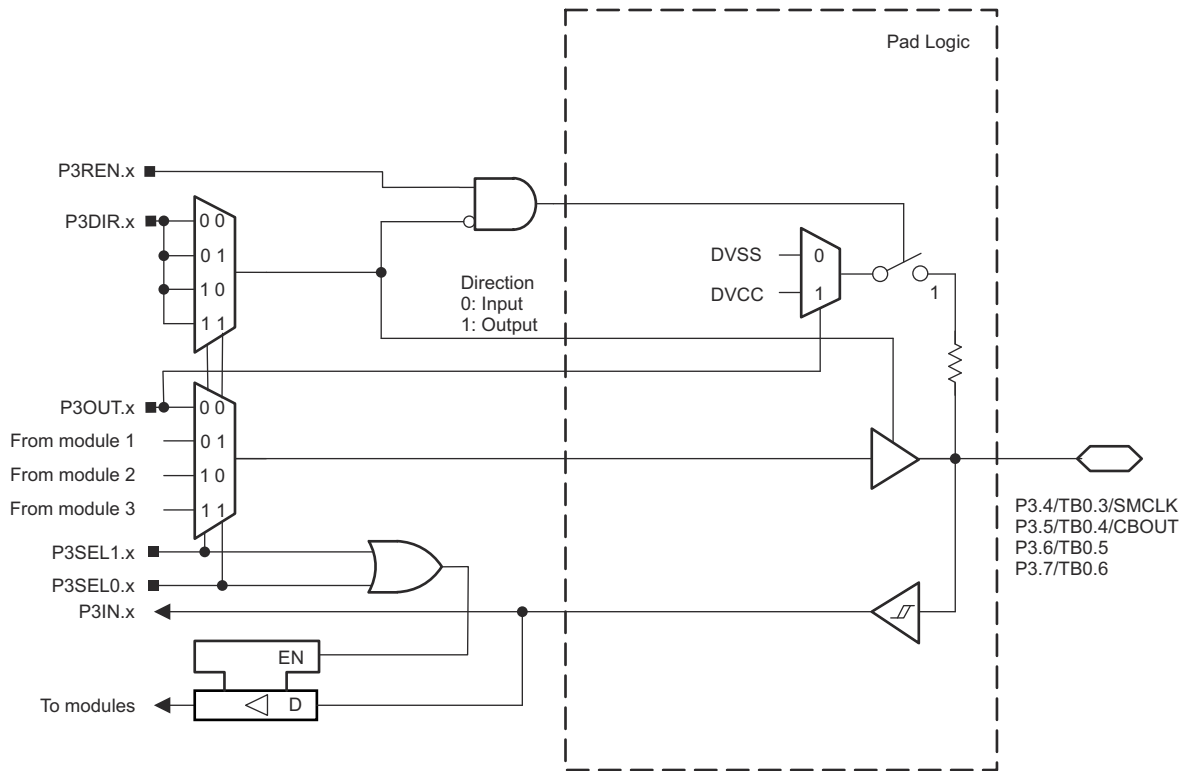 Pad Logic
P3REN.x
P3DIR.x
0 0
0 1
1 0
1 1
Direction
0: Input
1: Output
DVSS
DVCC
0
1
1
P3OUT.x
From module 1
From module 2
From module 3
0 0
0 1
1 0
1 1
P3SEL1.x
P3SEL0.x
P3IN.x
EN
D
To modules
P3.4/TB0.3/SMCLK
P3.5/TB0.4/CBOUT
P3.6/TB0.5
P3.7/TB0.6